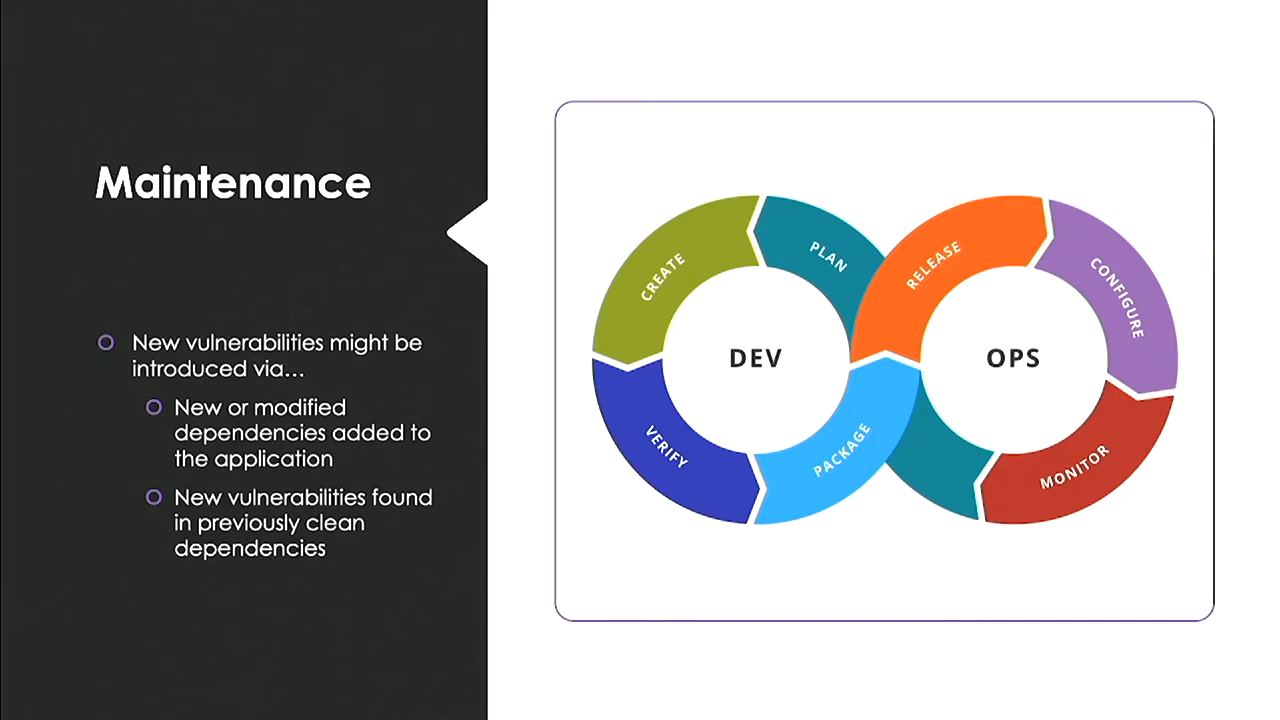 Maintenance
New vulnerabilities might be
introduced via...
New or modified
dependencies added to
the application
New vulnerabilities found
in previously clean
dependencies
CREATE
PLAN
RELEASE
CONFIGURE
DEV
OPS
VERIFY
PACKAGE
MONITOR